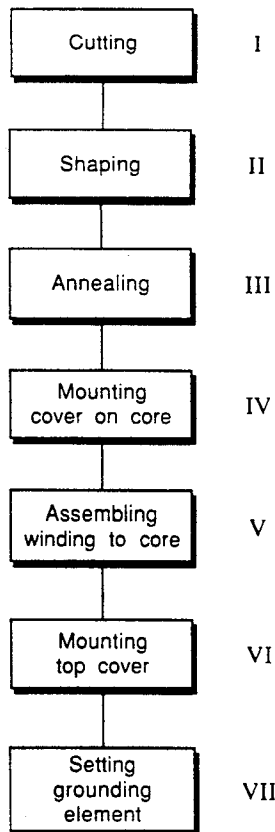 Cutting I
Shaping II
Annealing III
Mounting
cover on core IV
Assembling
winding to core V
Mounting
top cover VI
Setting
grounding
element VII